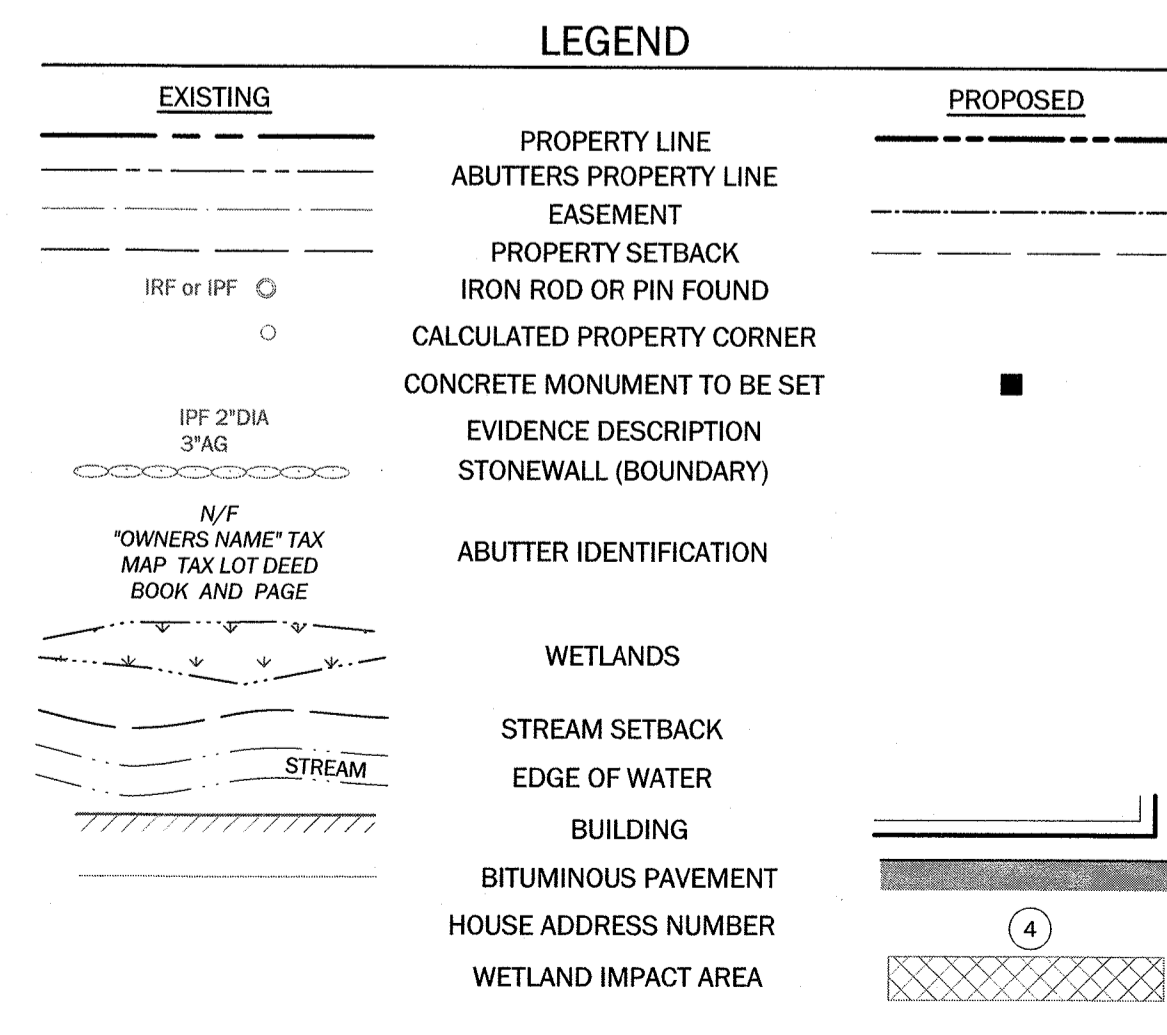 LEGEND
EXISTING
PROPOSED
PROPERTY LINE
ABUTTERS PROPERTY LINE
EASEMENT
PROPERTY SETBACK
IRF or IPF
IRON ROD OR PIN FOUND
CALCULATED PROPERTY CORNER
CONCRETE MONUMENT TO BE SET
IPF 2"DIA
3"AG
EVIDENCE DESCRIPTION
STONEWALL (BOUNDARY)
N/F
"OWNERS NAME" TAX
MAP TAX LOT DEED
BOOK AND PAGE
ABUTTER IDENTIFICATION
WETLANDS
STREAM SETBACK
STREAM
EDGE OF WATER
BUILDING
BITUMINOUS PAVEMENT
HOUSE ADDRESS NUMBER
4
WETLAND IMPACT AREA